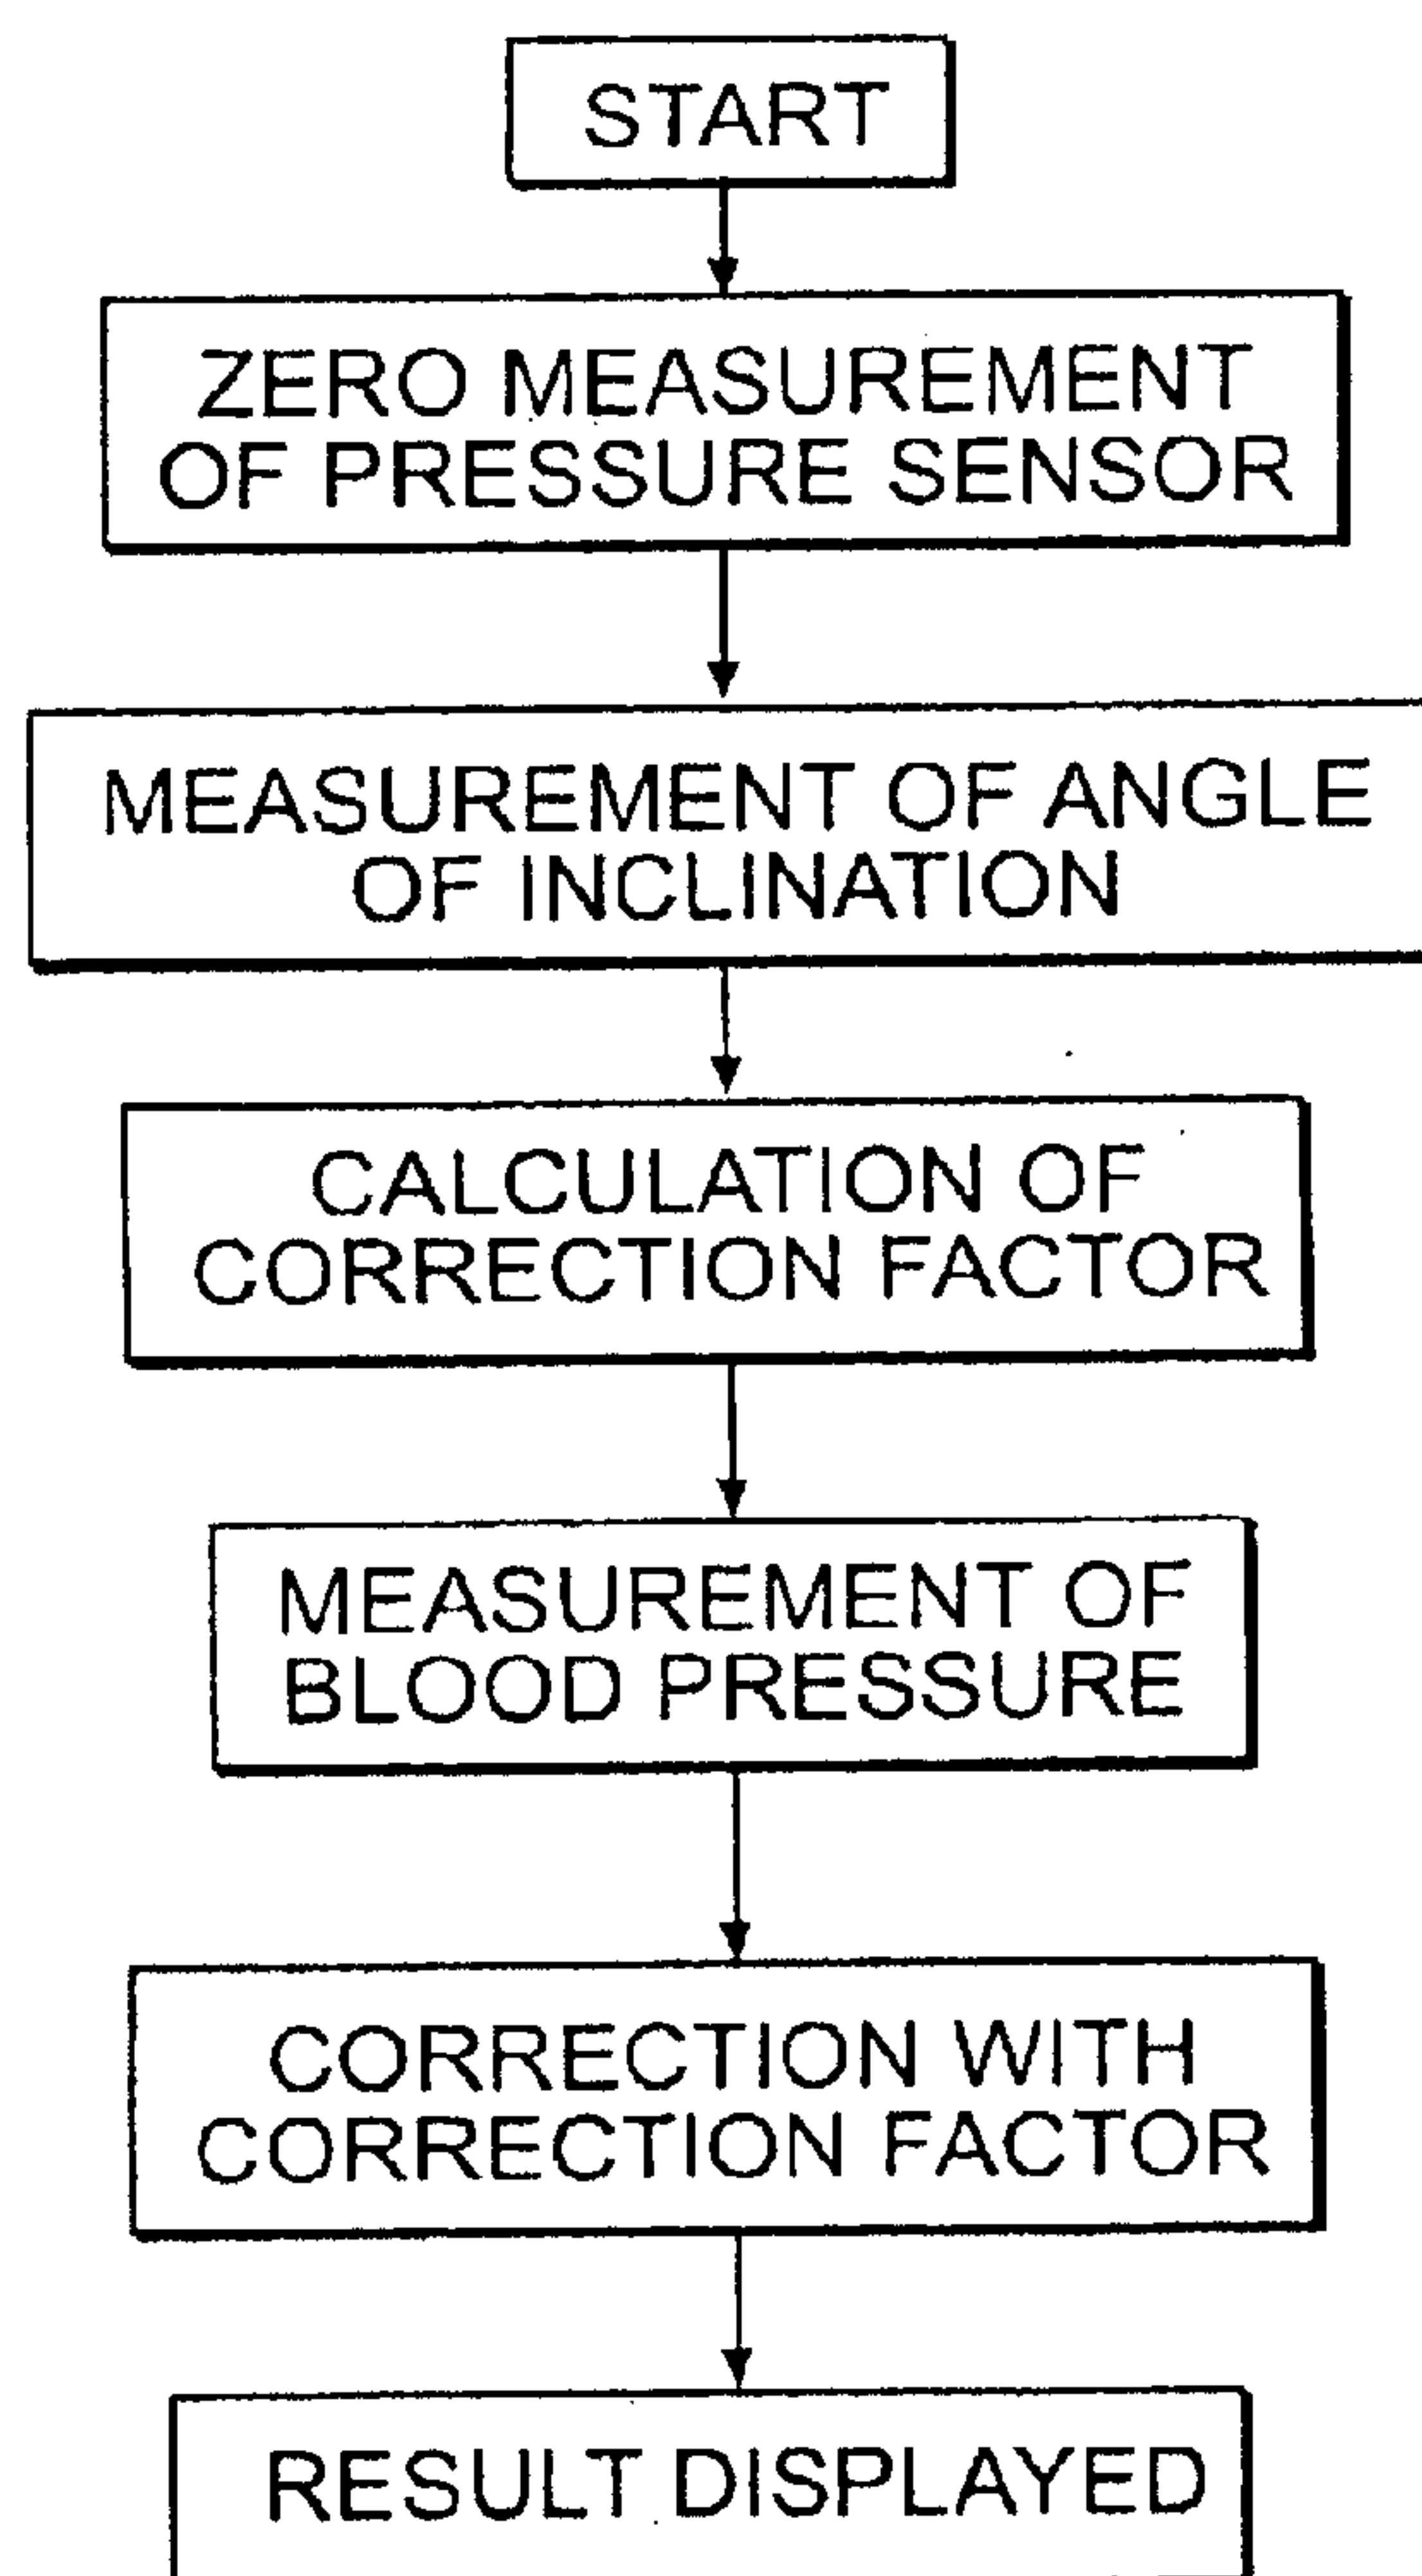 START
ZERO MEASUREMENT
OF PRESSURE SENSOR
MEASUREMENT OF ANGLE
OF INCLINATION
CALCULATION OF
CORRECTION FACTOR
MEASUREMENT OF
BLOOD PRESSURE
CORRECTION WITH
CORRECTION FACTOR
RESULT DISPLAYED